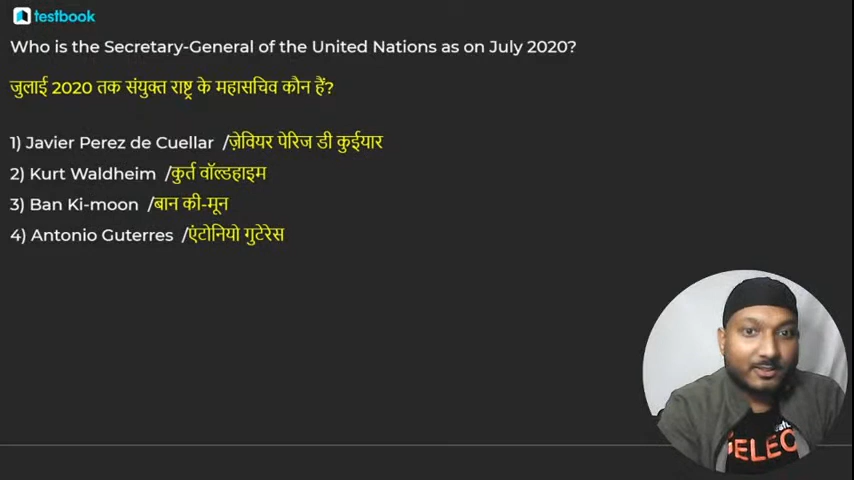 testbook
Who is the Secretary-General of the United Nations as on July 2020?
जुलाई 2020 तक संयुक्त राष्ट्र के महासचिव कौन हैं?
1) Javier Perez de Cuellar /ज़ेवियर पेरिज डी कुईयार
2) Kurt Waldheim /कुर्त वॉल्डहाइम
3) Ban Ki-moon /बान की-मून
4) Antonio Guterres /एंटोनियो गुटेरेस